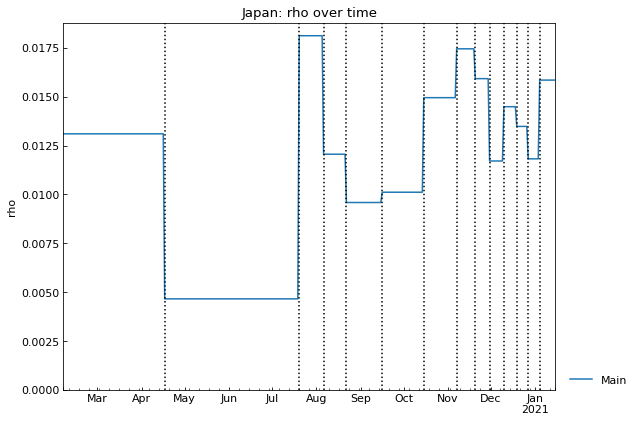 Japan: rho over time
0.0175
0.0150
0.0125
0.0100
0.0075
0.0050
0.0025
0.0000
rho
Mar Apr May Jun Jul Aug Sep Oct Nov Dec Jan
2021
Main